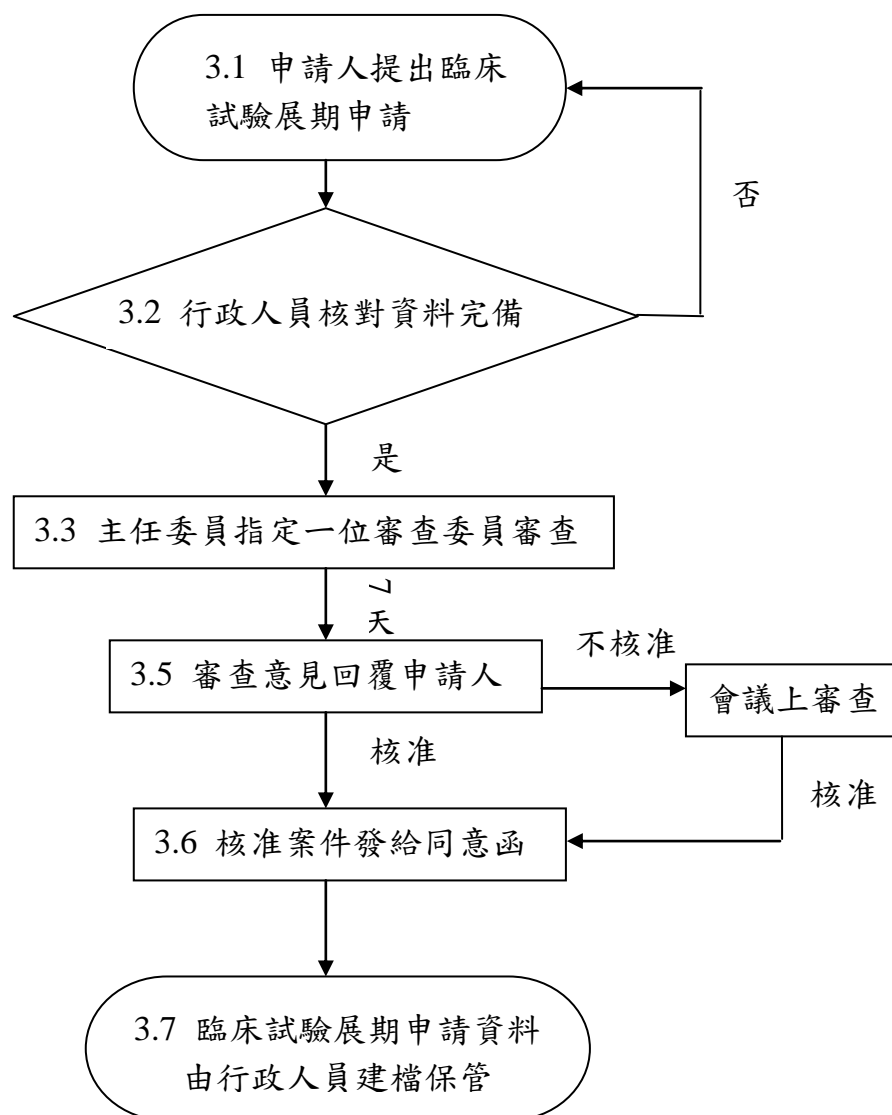 3.1 申請人提出臨床
試驗展期申請
否
3.2 行政人員核對資料完備
是
3.3 主任委員指定一位審查委員審查
7天
3.5 審查意見回覆申請人
不核准
會議上審查
核准
核准
3.6 核准案件發給同意函
3.7 臨床試驗展期申請資料
由行政人員建檔保管